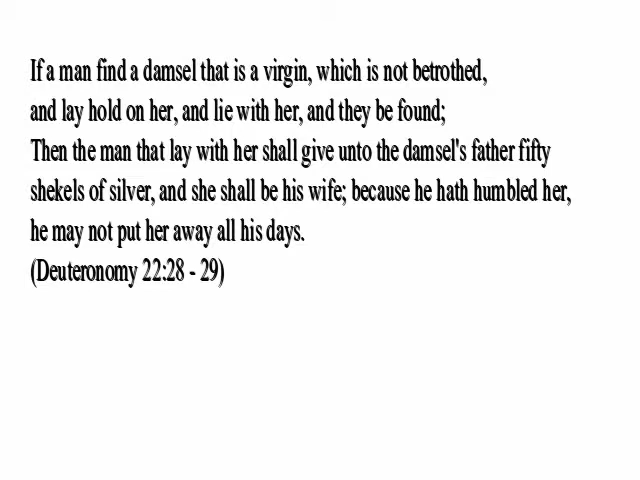 If a man find a damsel that is a virgin, which is not betrothed,
and lay hold on her, and lie with her, and they be found;
Then the man that lay with her shall give unto the damsel's father fifty
shekels of silver, and she shall be his wife; because he hath humbled her,
he may not put her away all his days.
(Deuteronomy 22:28 - 29)